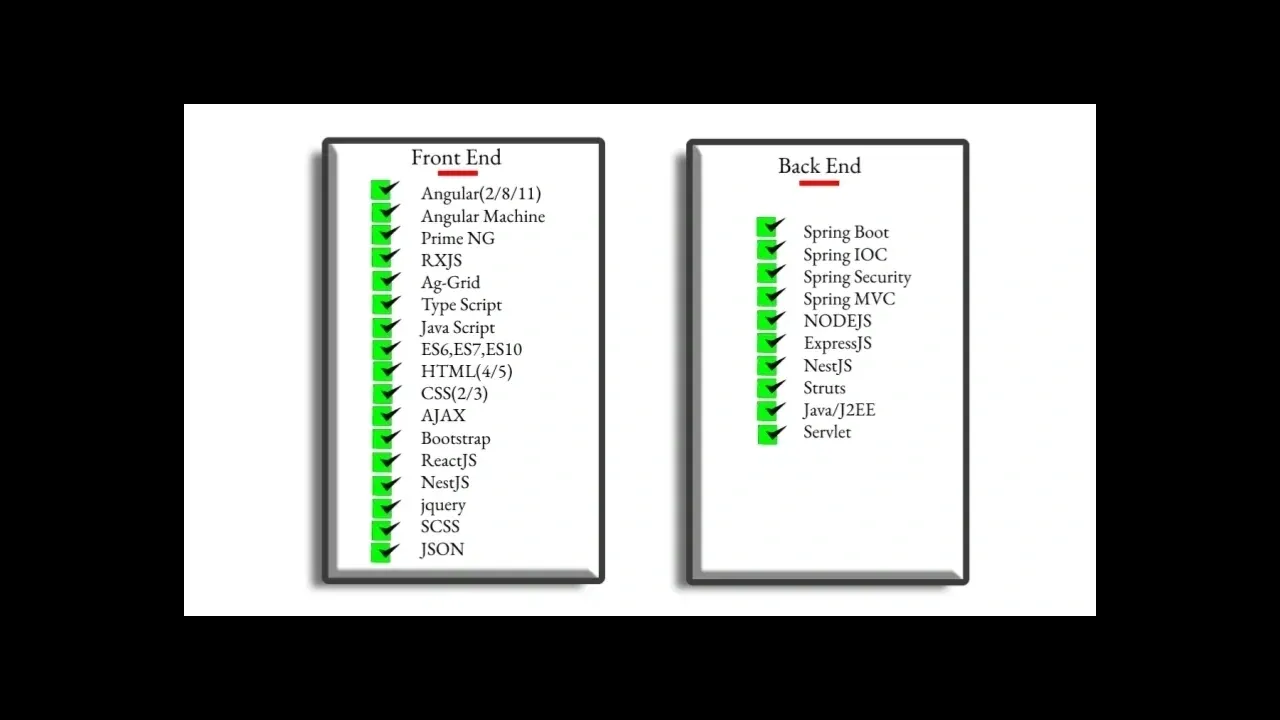 Front End
Angular(2/8/11)
Angular Machine
Prime NG
RXJS
Ag-Grid
Type Script
Java Script
ES6,ES7,ES10
HTML(4/5)
CSS(2/3)
AJAX
Bootstrap
ReactJS
NestJS
jquery
SCSS
JSON
Back End
Spring Boot
Spring IOC
Spring Security
Spring MVC
NODEJS
ExpressJS
NestJS
Struts
Java/J2EE
Servlet